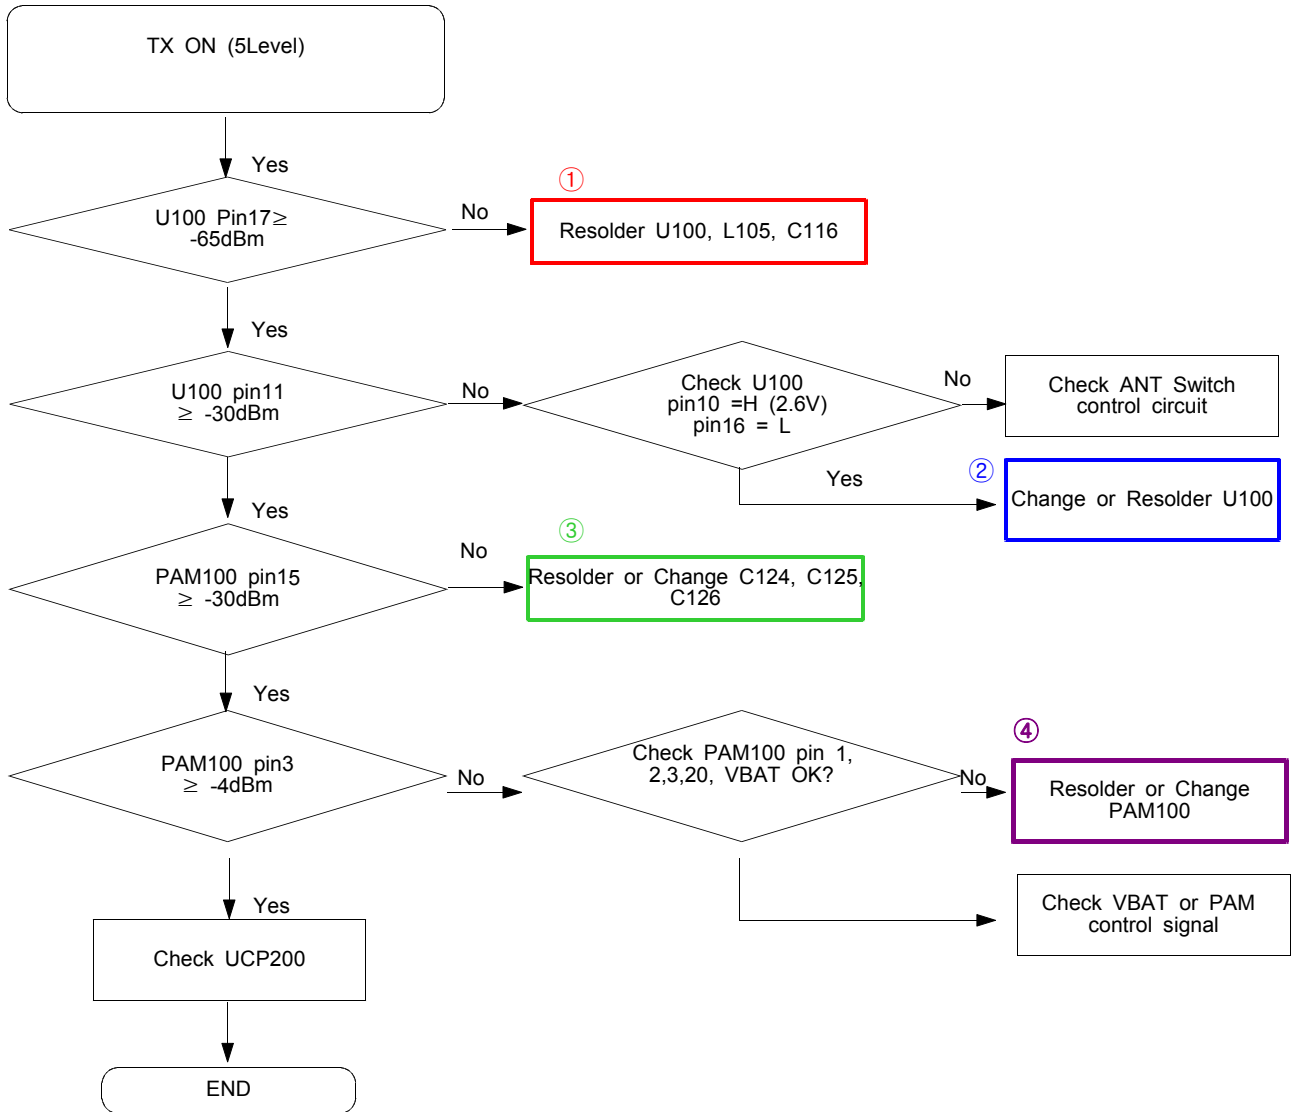 TX ON (5Level)
Yes
①
U100 Pin17≥
-65dBm
No
Resolder U100, L105, C116
Yes
U100 pin11
≥ -30dBm
No
Check U100
pin10 =H (2.6V)
pin16 = L
No
Check ANT Switch
control circuit
Yes
②
Change or Resolder U100
Yes
③
PAM100 pin15
≥ -30dBm
No
Resolder or Change C124, C125,
C126
Yes
PAM100 pin3
≥ -4dBm
No
Check PAM100 pin 1,
2,3,20, VBAT OK?
No
④
Resolder or Change
PAM100
Check VBAT or PAM
control signal
Yes
Check UCP200
END